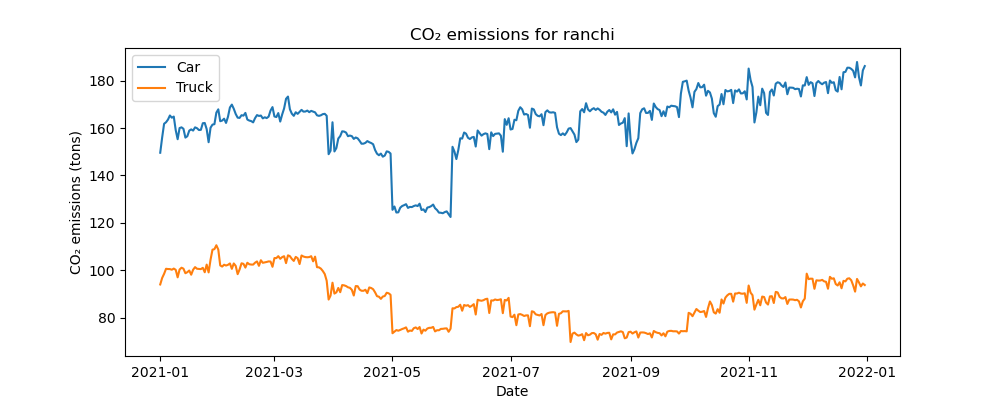 CO₂ emissions for ranchi
Car
Truck
CO₂ emissions (tons)
180
160
140
120
100
80
2021-01 2021-03 2021-05 2021-07 2021-09 2021-11 2022-01
Date